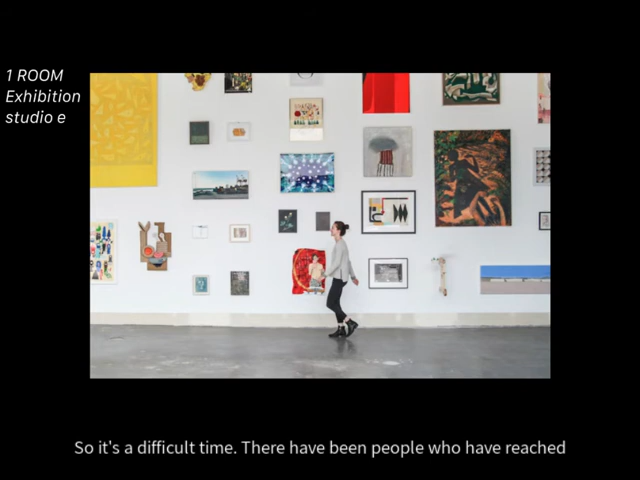 1 ROOM
Exhibition
studio e
So it's a difficult time. There have been people who have reached